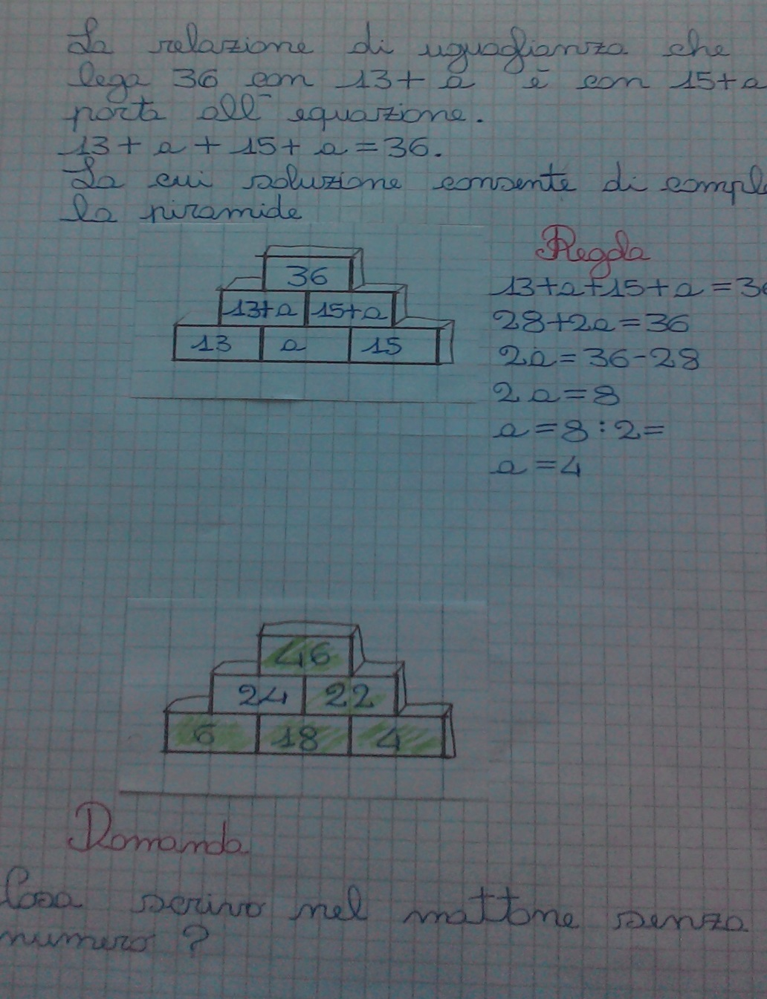 La relazione di uguaglianza che
lega 36 con 13+a e con 15+a
porta all'equazione.
13+a+15+a=36.
La cui soluzione consente di compl
la piramide
Regola
36
13+a 15+a
13 a 15
13+a+15+a=36
28+2a=36
2a=36-28
2a=8
a=8:2=
a=4
46
24 22
6 18 4
Domanda
Cosa scrivo nel mattone senza
numero?